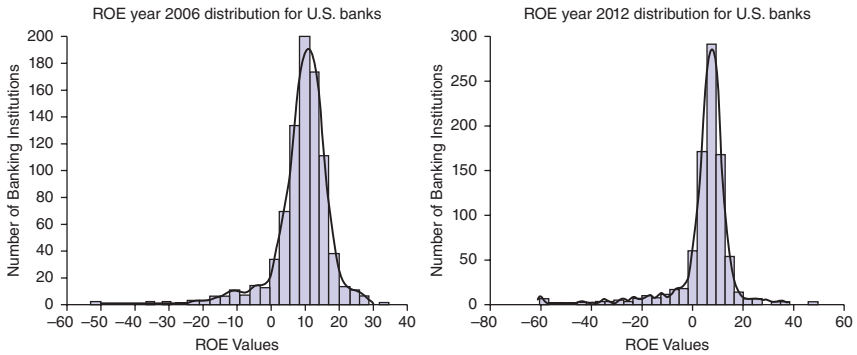 ROE year 2006 distribution for U.S. banks
Number of Banking Institutions
200
180
160
140
120
100
80
60
40
20
0
–60 –50 –40 –30 –20 –10 0 10 20 30 40
ROE Values
ROE year 2012 distribution for U.S. banks
Number of Banking Institutions
300
250
200
150
100
50
0
–80 –60 –40 –20 0 20 40 60
ROE Values